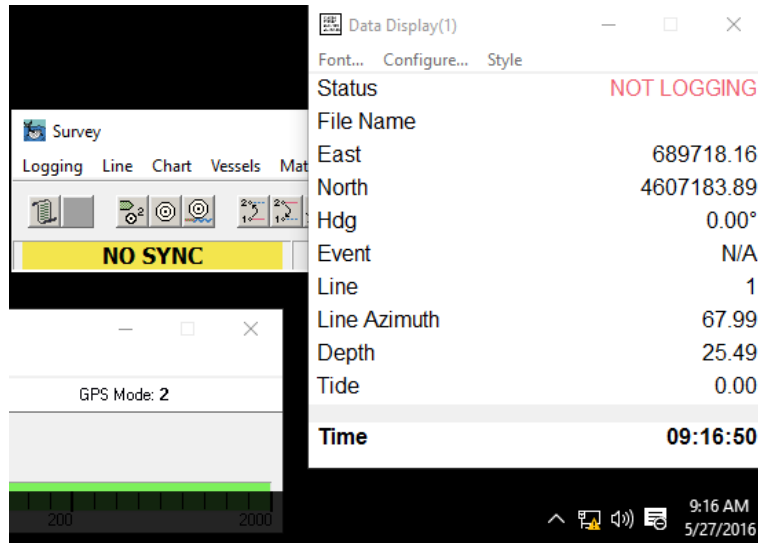 Data Display(1)
Font... Configure... Style
Status NOT LOGGING
File Name
East 689718.16
North 4607183.89
Hdg 0.00°
Event N/A
Line 1
Line Azimuth 67.99
Depth 25.49
Tide 0.00
Time 09:16:50
Survey
Logging Line Chart Vessels Mat
NO SYNC
GPS Mode: 2
200 2000
9:16 AM
5/27/2016